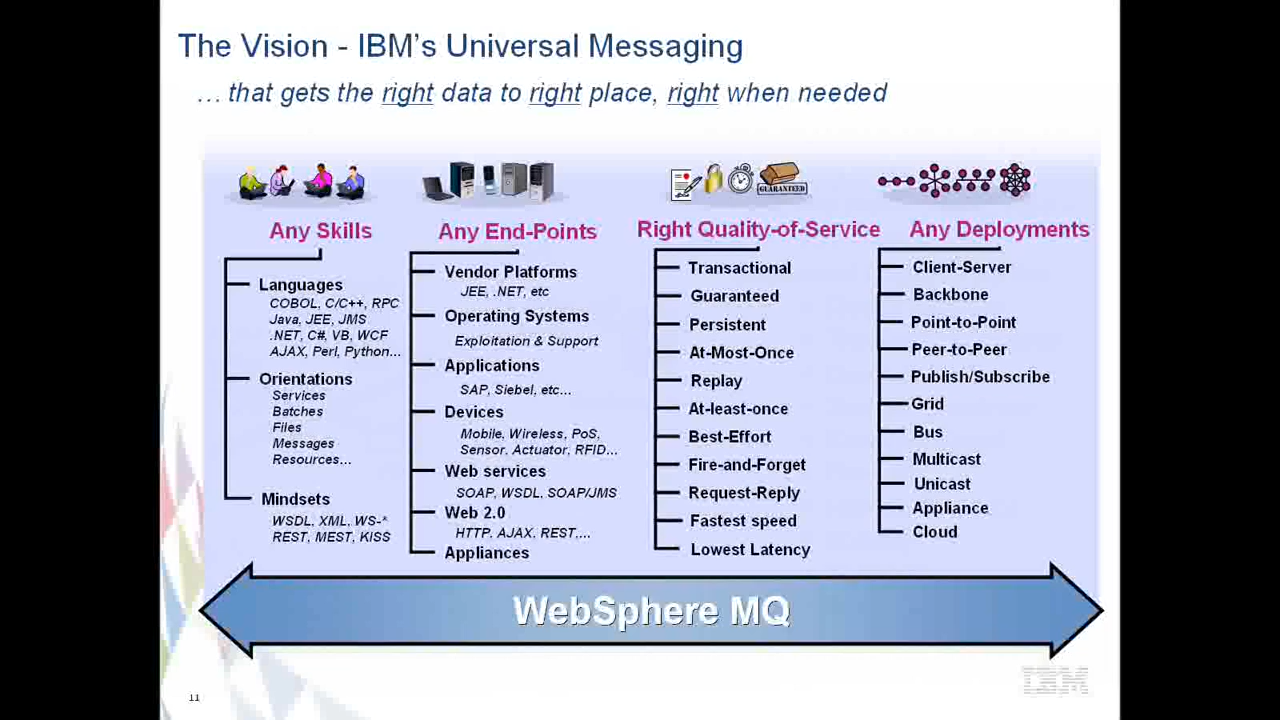 The Vision - IBM's Universal Messaging
… that gets the right data to right place, right when needed
GUARANTEED
Any Skills
Languages
COBOL, C/C++, RPC
Java, JEE, JMS
.NET, C#, VB, WCF
AJAX, Perl, Python...
Orientations
Services
Batches
Files
Messages
Resources…
Mindsets
WSDL, XML, WS-*
REST, MEST, KISS
Any End-Points
Vendor Platforms
JEE, .NET, etc
Operating Systems
Exploitation & Support
Applications
SAP, Siebel, etc…
Devices
Mobile, Wireless, PoS,
Sensor, Actuator, RFID…
Web services
SOAP, WSDL, SOAP/JMS
Web 2.0
HTTP, AJAX, REST,...
Appliances
Right Quality-of-Service
Transactional
Guaranteed
Persistent
At-Most-Once
Replay
At-least-once
Best-Effort
Fire-and-Forget
Request-Reply
Fastest speed
Lowest Latency
Any Deployments
Client-Server
Backbone
Point-to-Point
Peer-to-Peer
Publish/Subscribe
Grid
Bus
Multicast
Unicast
Appliance
Cloud
WebSphere MQ
11
IBM